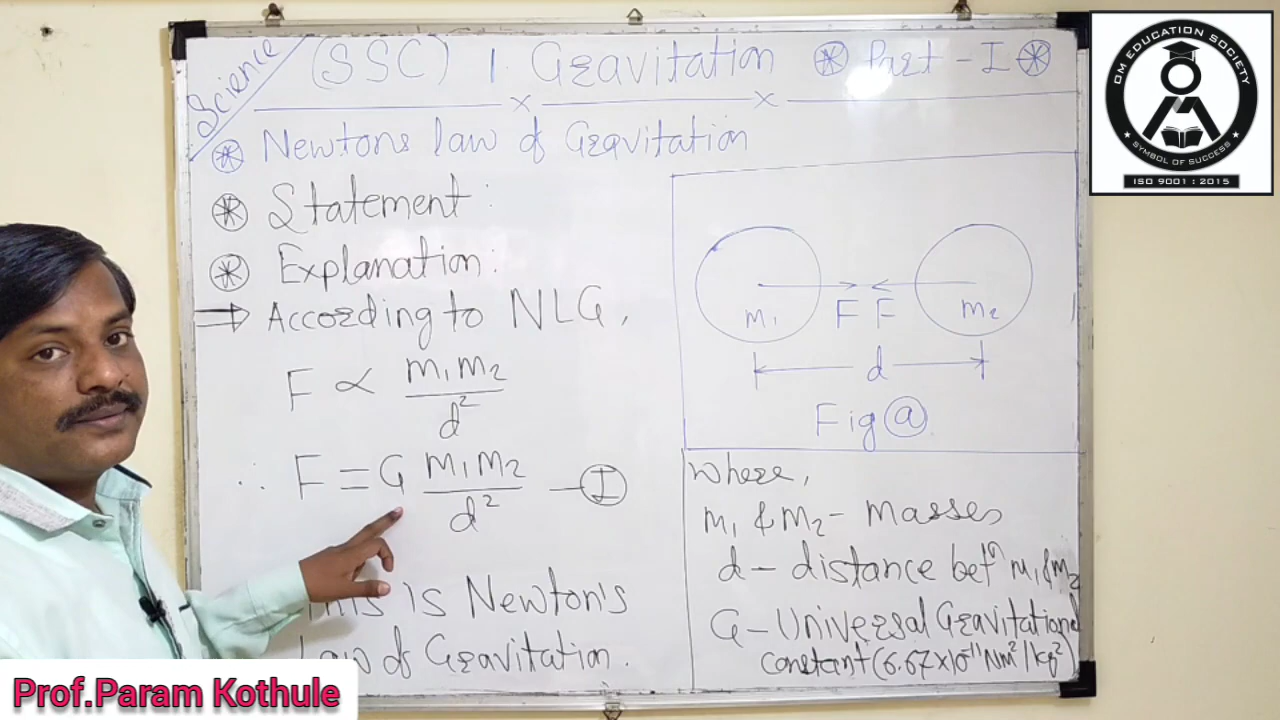 Science
(SSC) 1. Gravitation ⊛ Part - I ⊛
⊛ Newtons law of Gravitation
⊛ Statement:
⊛ Explanation:
⇒ According to NLG,
F ∝ m₁m₂/d²
∴ F = G m₁m₂/d² — Ⓘ
This is Newton's
Law of Gravitation.
m₁ F F m₂
d
Fig ⓐ
where,
m₁ & m₂ - masses
d - distance betⁿ m₁ & m₂
G - Universal Gravitational
constant (6.67×10⁻¹¹ Nm²/kg²)
OM EDUCATION SOCIETY
★ SYMBOL OF SUCCESS ★
ISO 9001 : 2015
Prof.Param Kothule